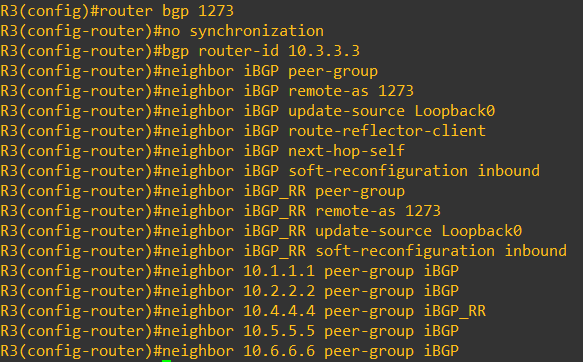 R3(config)#router bgp 1273
R3(config-router)#no synchronization
R3(config-router)#bgp router-id 10.3.3.3
R3(config-router)#neighbor iBGP peer-group
R3(config-router)#neighbor iBGP remote-as 1273
R3(config-router)#neighbor iBGP update-source Loopback0
R3(config-router)#neighbor iBGP route-reflector-client
R3(config-router)#neighbor iBGP next-hop-self
R3(config-router)#neighbor iBGP soft-reconfiguration inbound
R3(config-router)#neighbor iBGP_RR peer-group
R3(config-router)#neighbor iBGP_RR remote-as 1273
R3(config-router)#neighbor iBGP_RR update-source Loopback0
R3(config-router)#neighbor iBGP_RR soft-reconfiguration inbound
R3(config-router)#neighbor 10.1.1.1 peer-group iBGP
R3(config-router)#neighbor 10.2.2.2 peer-group iBGP
R3(config-router)#neighbor 10.4.4.4 peer-group iBGP_RR
R3(config-router)#neighbor 10.5.5.5 peer-group iBGP
R3(config-router)#neighbor 10.6.6.6 peer-group iBGP